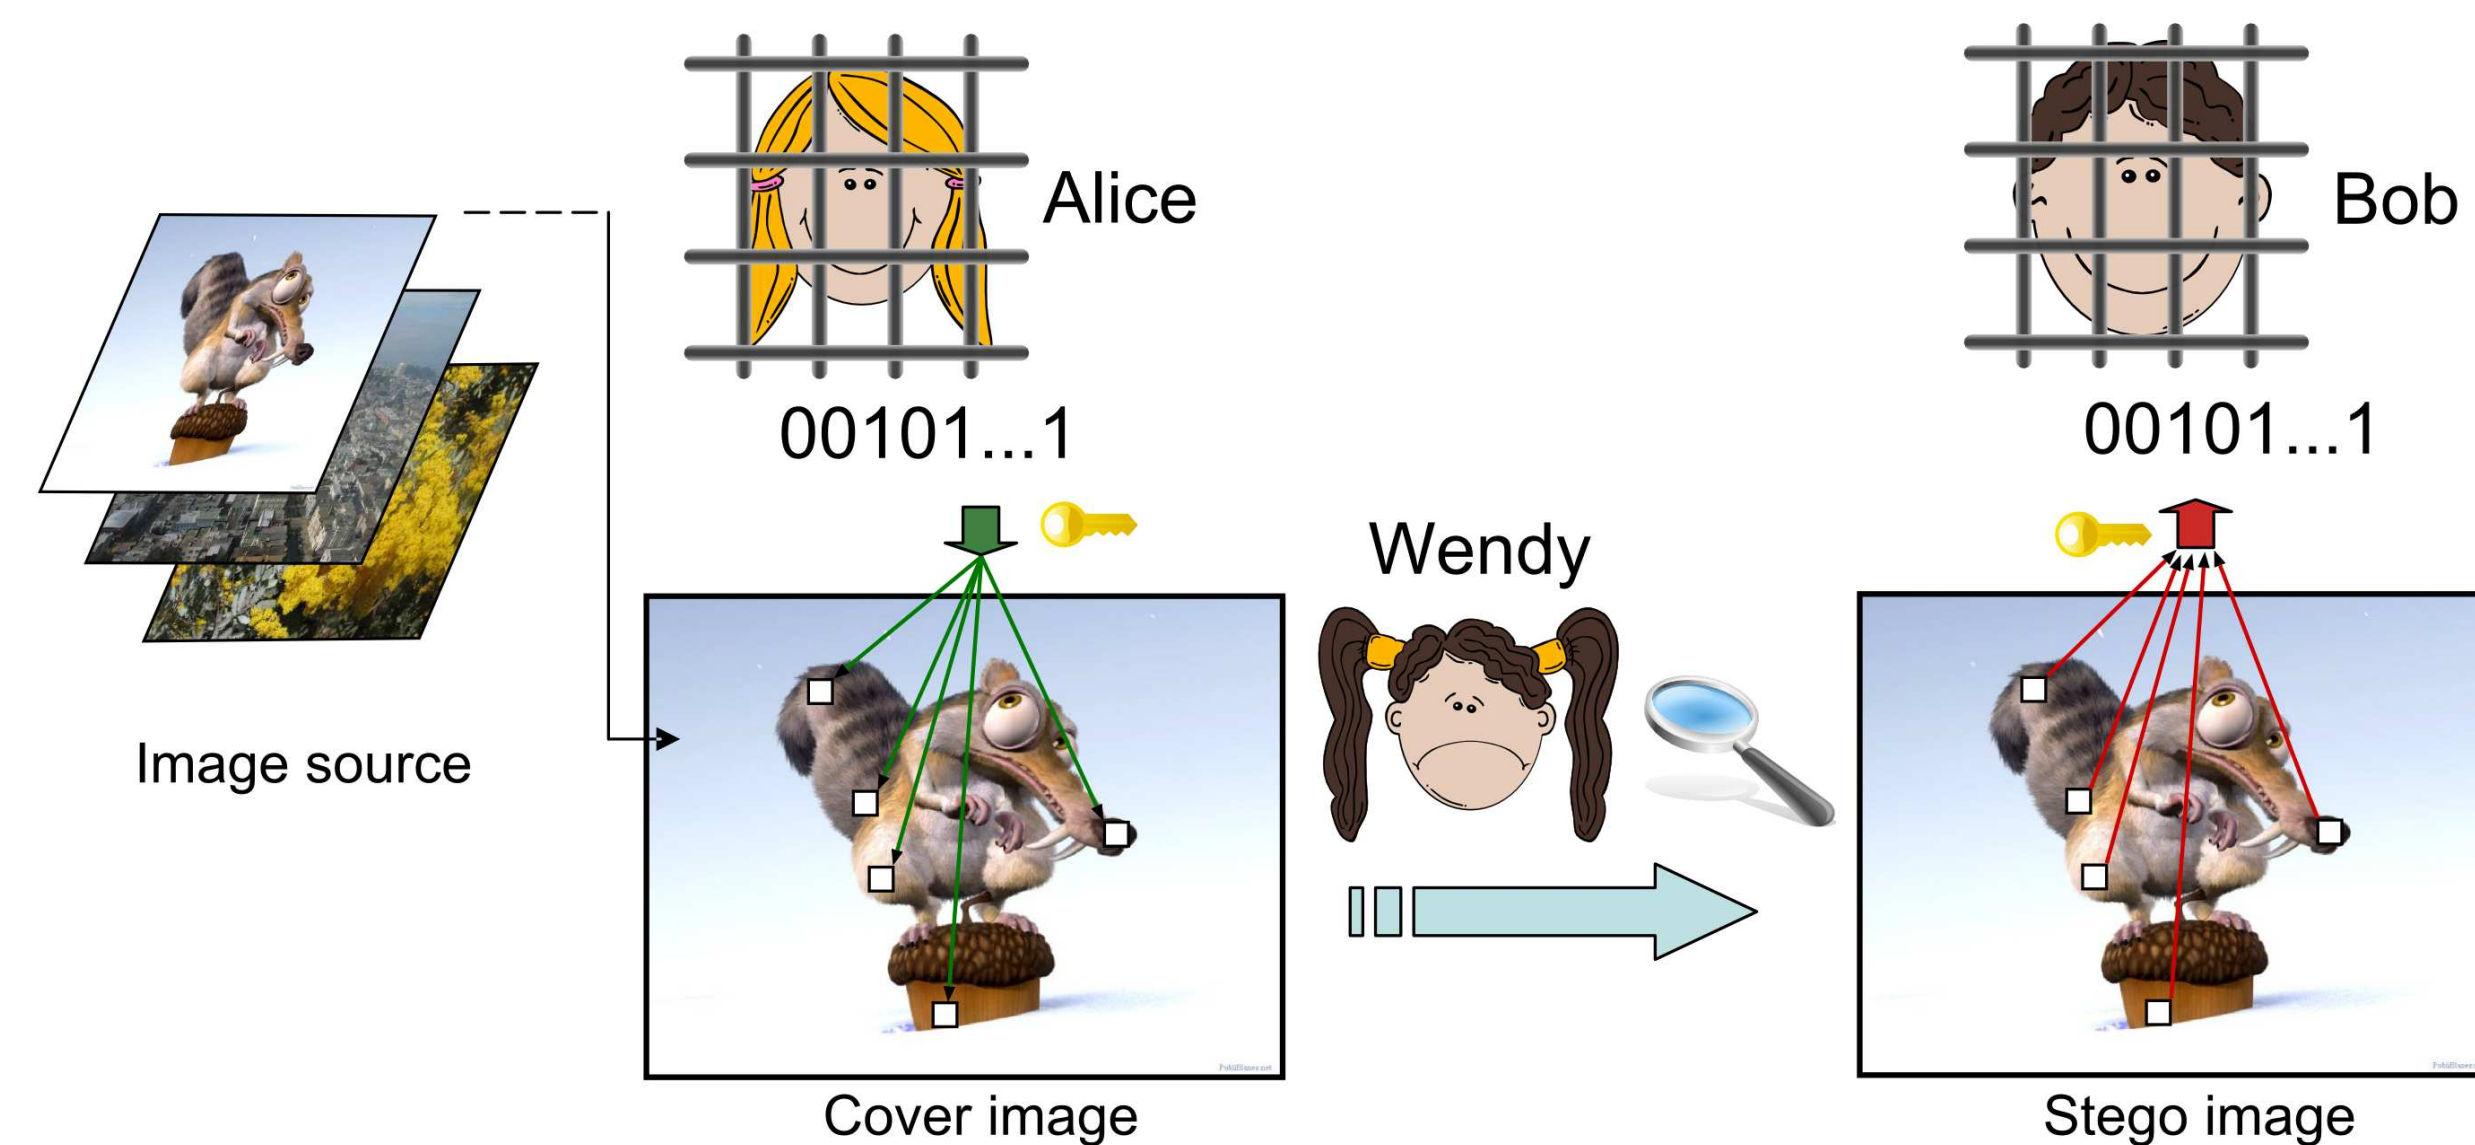 Alice
Bob
00101...1
00101...1
Wendy
Image source
Cover image
Stego image